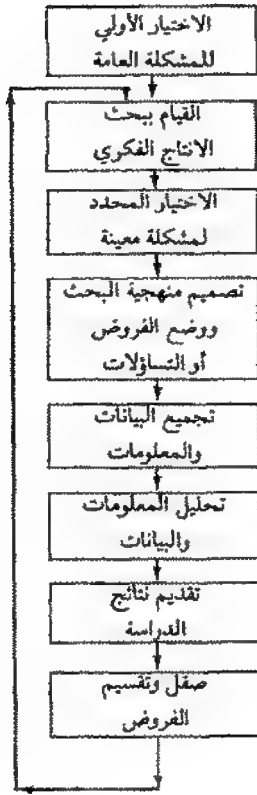 الاختيار الأولي
للمشكلة العامة
القيام ببحث
الانتاج الفكري
الاختيار المحدد
لمشكلة معينة
تصميم منهجية البحث
ووضع الفروض
أو التساؤلات
تجميع البيانات
والمعلومات
تحليل المعلومات
والبيانات
تقديم نتائج
الدراسة
صقل وتقسيم
الفروض